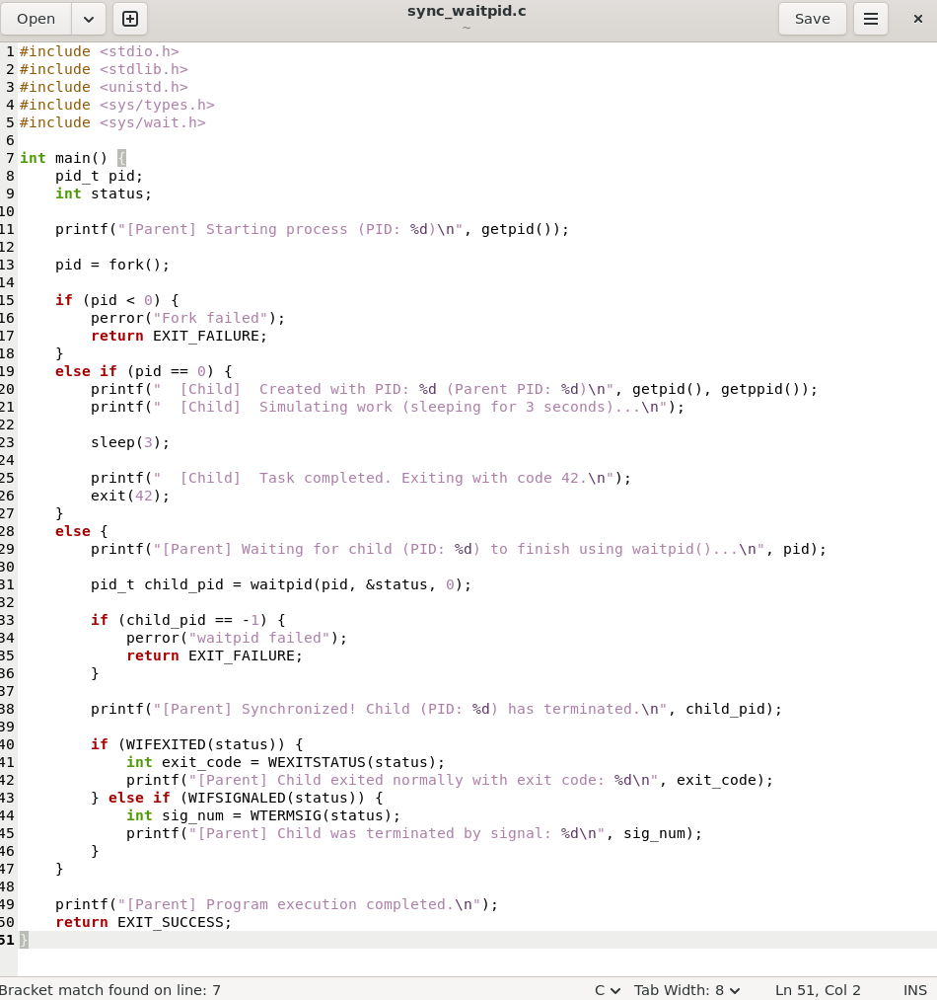 Open
sync_waitpid.c
~
Save
1 #include <stdio.h>
2 #include <stdlib.h>
3 #include <unistd.h>
4 #include <sys/types.h>
5 #include <sys/wait.h>
6
7 int main() {
8     pid_t pid;
9     int status;
10
11     printf("[Parent] Starting process (PID: %d)\n", getpid());
12
13     pid = fork();
14
15     if (pid < 0) {
16         perror("Fork failed");
17         return EXIT_FAILURE;
18     }
19     else if (pid == 0) {
20         printf("  [Child]  Created with PID: %d (Parent PID: %d)\n", getpid(), getppid());
21         printf("  [Child]  Simulating work (sleeping for 3 seconds)...\n");
22
23         sleep(3);
24
25         printf("  [Child]  Task completed. Exiting with code 42.\n");
26         exit(42);
27     }
28     else {
29         printf("[Parent] Waiting for child (PID: %d) to finish using waitpid()...\n", pid);
30
31         pid_t child_pid = waitpid(pid, &status, 0);
32
33         if (child_pid == -1) {
34             perror("waitpid failed");
35             return EXIT_FAILURE;
36         }
37
38         printf("[Parent] Synchronized! Child (PID: %d) has terminated.\n", child_pid);
39
40         if (WIFEXITED(status)) {
41             int exit_code = WEXITSTATUS(status);
42             printf("[Parent] Child exited normally with exit code: %d\n", exit_code);
43         } else if (WIFSIGNALED(status)) {
44             int sig_num = WTERMSIG(status);
45             printf("[Parent] Child was terminated by signal: %d\n", sig_num);
46         }
47     }
48
49     printf("[Parent] Program execution completed.\n");
50     return EXIT_SUCCESS;
51 }
Bracket match found on line: 7
C
Tab Width: 8
Ln 51, Col 2
INS